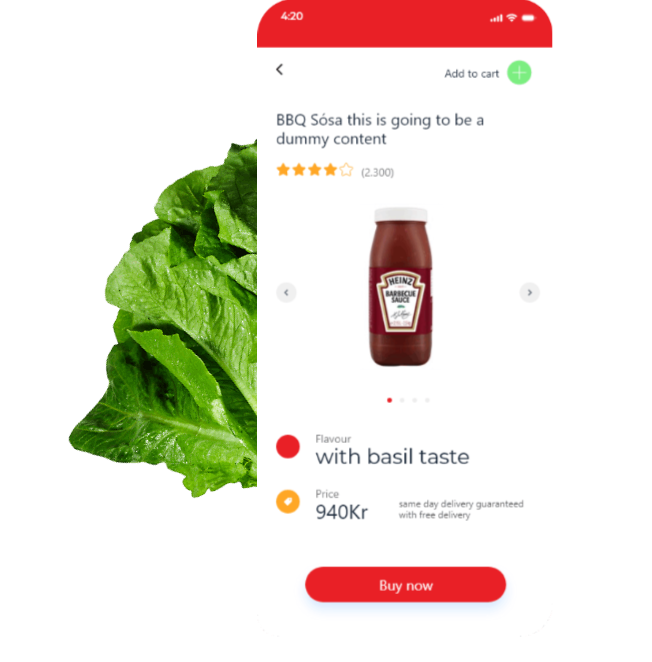 4:20
Add to cart
BBQ Sósa this is going to be a
dummy content
(2.300)
HEINZ
BARBECUE
SAUCE
Flavour
with basil taste
Price
940Kr
same day delivery guaranteed
with free delivery
Buy now